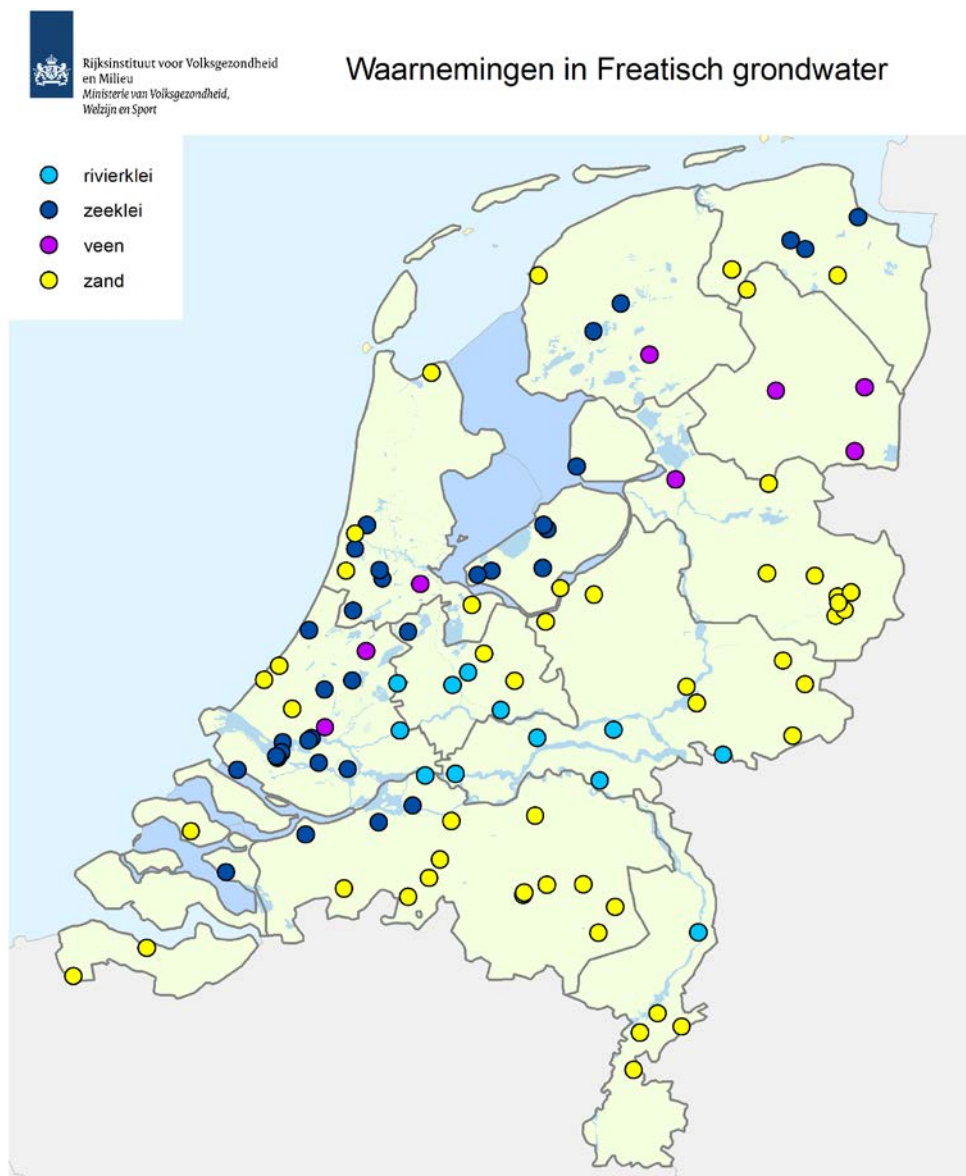 Rijksinstituut voor Volksgezondheid
en Milieu
Ministerie van Volksgezondheid,
Welzijn en Sport
Waarnemingen in Freatisch grondwater
rivierklei
zeeklei
veen
zand